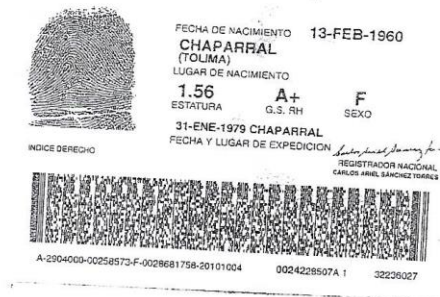 FECHA DE NACIMIENTO 13-FEB-1960
CHAPARRAL
(TOLIMA)
LUGAR DE NACIMIENTO
1.56 A+ F
ESTATURA G.S. RH SEXO
31-ENE-1979 CHAPARRAL
FECHA Y LUGAR DE EXPEDICION
INDICE DERECHO
REGISTRADOR NACIONAL
CARLOS ARIEL SÁNCHEZ TORRES
A-2904000-00258573-F-0028681758-20101004 0024228507A 1 32236027